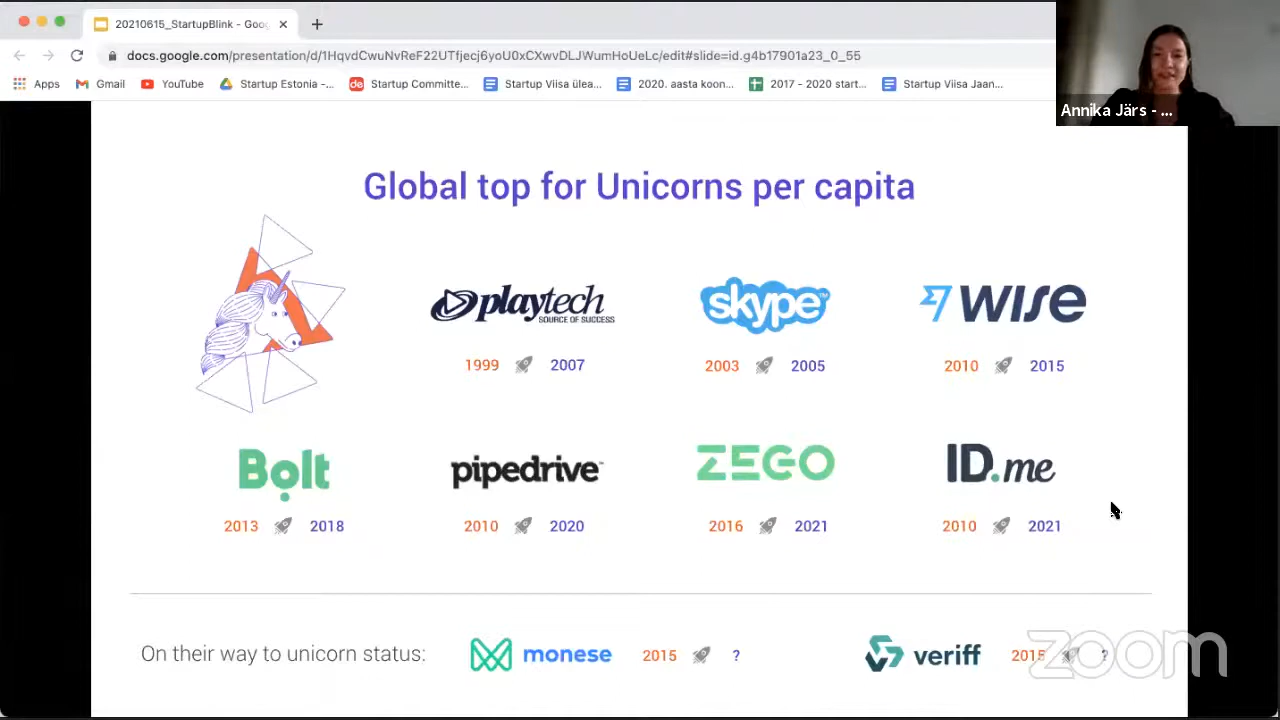 20210615_StartupBlink - Goog
docs.google.com/presentation/d/1HqvdCwuNvReF22UTfjecj6yoU0xCXwvDLJWumHoUeLc/edit#slide=id.g4b17901a23_0_55
Apps Gmail YouTube Startup Estonia -... Startup Committe... Startup Viisa ülea... 2020. aasta koon... 2017 - 2020 start... Startup Viisa Jaan...
Annika Järs - ...
Global top for Unicorns per capita
playtech skype™ WISE
SOURCE OF SUCCESS
1999 2007 2003 2005 2010 2015
Bolt pipedrive ZEGO ID.me
2013 2018 2010 2020 2016 2021 2010 2021
On their way to unicorn status: monese 2015 ? veriff 2015 ?
zoom